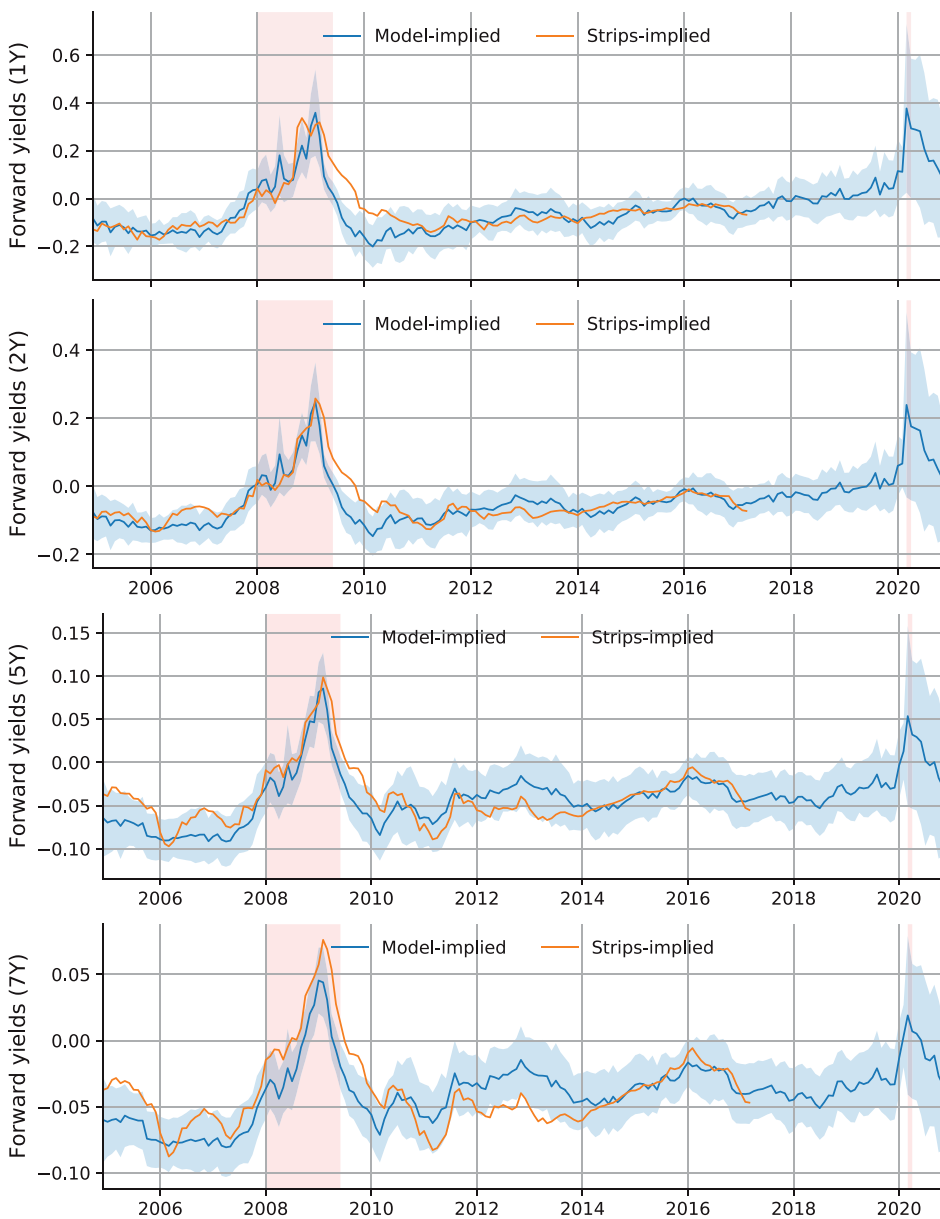 Model-implied Strips-implied
Forward yields (1Y)
0.6
0.4
0.2
0.0
−0.2
Model-implied Strips-implied
Forward yields (2Y)
0.4
0.2
0.0
−0.2
2006 2008 2010 2012 2014 2016 2018 2020
Model-implied Strips-implied
Forward yields (5Y)
0.15
0.10
0.05
0.00
−0.05
−0.10
2006 2008 2010 2012 2014 2016 2018 2020
Model-implied Strips-implied
Forward yields (7Y)
0.05
0.00
−0.05
−0.10
2006 2008 2010 2012 2014 2016 2018 2020